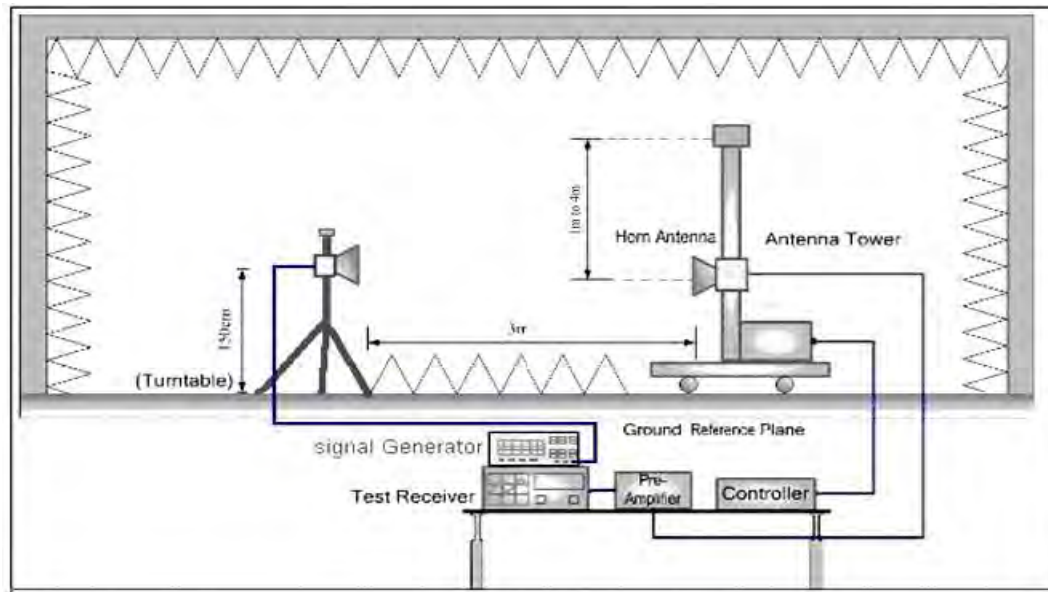 1m to 4m
Horn Antenna
Antenna Tower
150cm
3m
(Turntable)
Ground Reference Plane
signal Generator
Test Receiver
Pre-
Amplifier
Controller